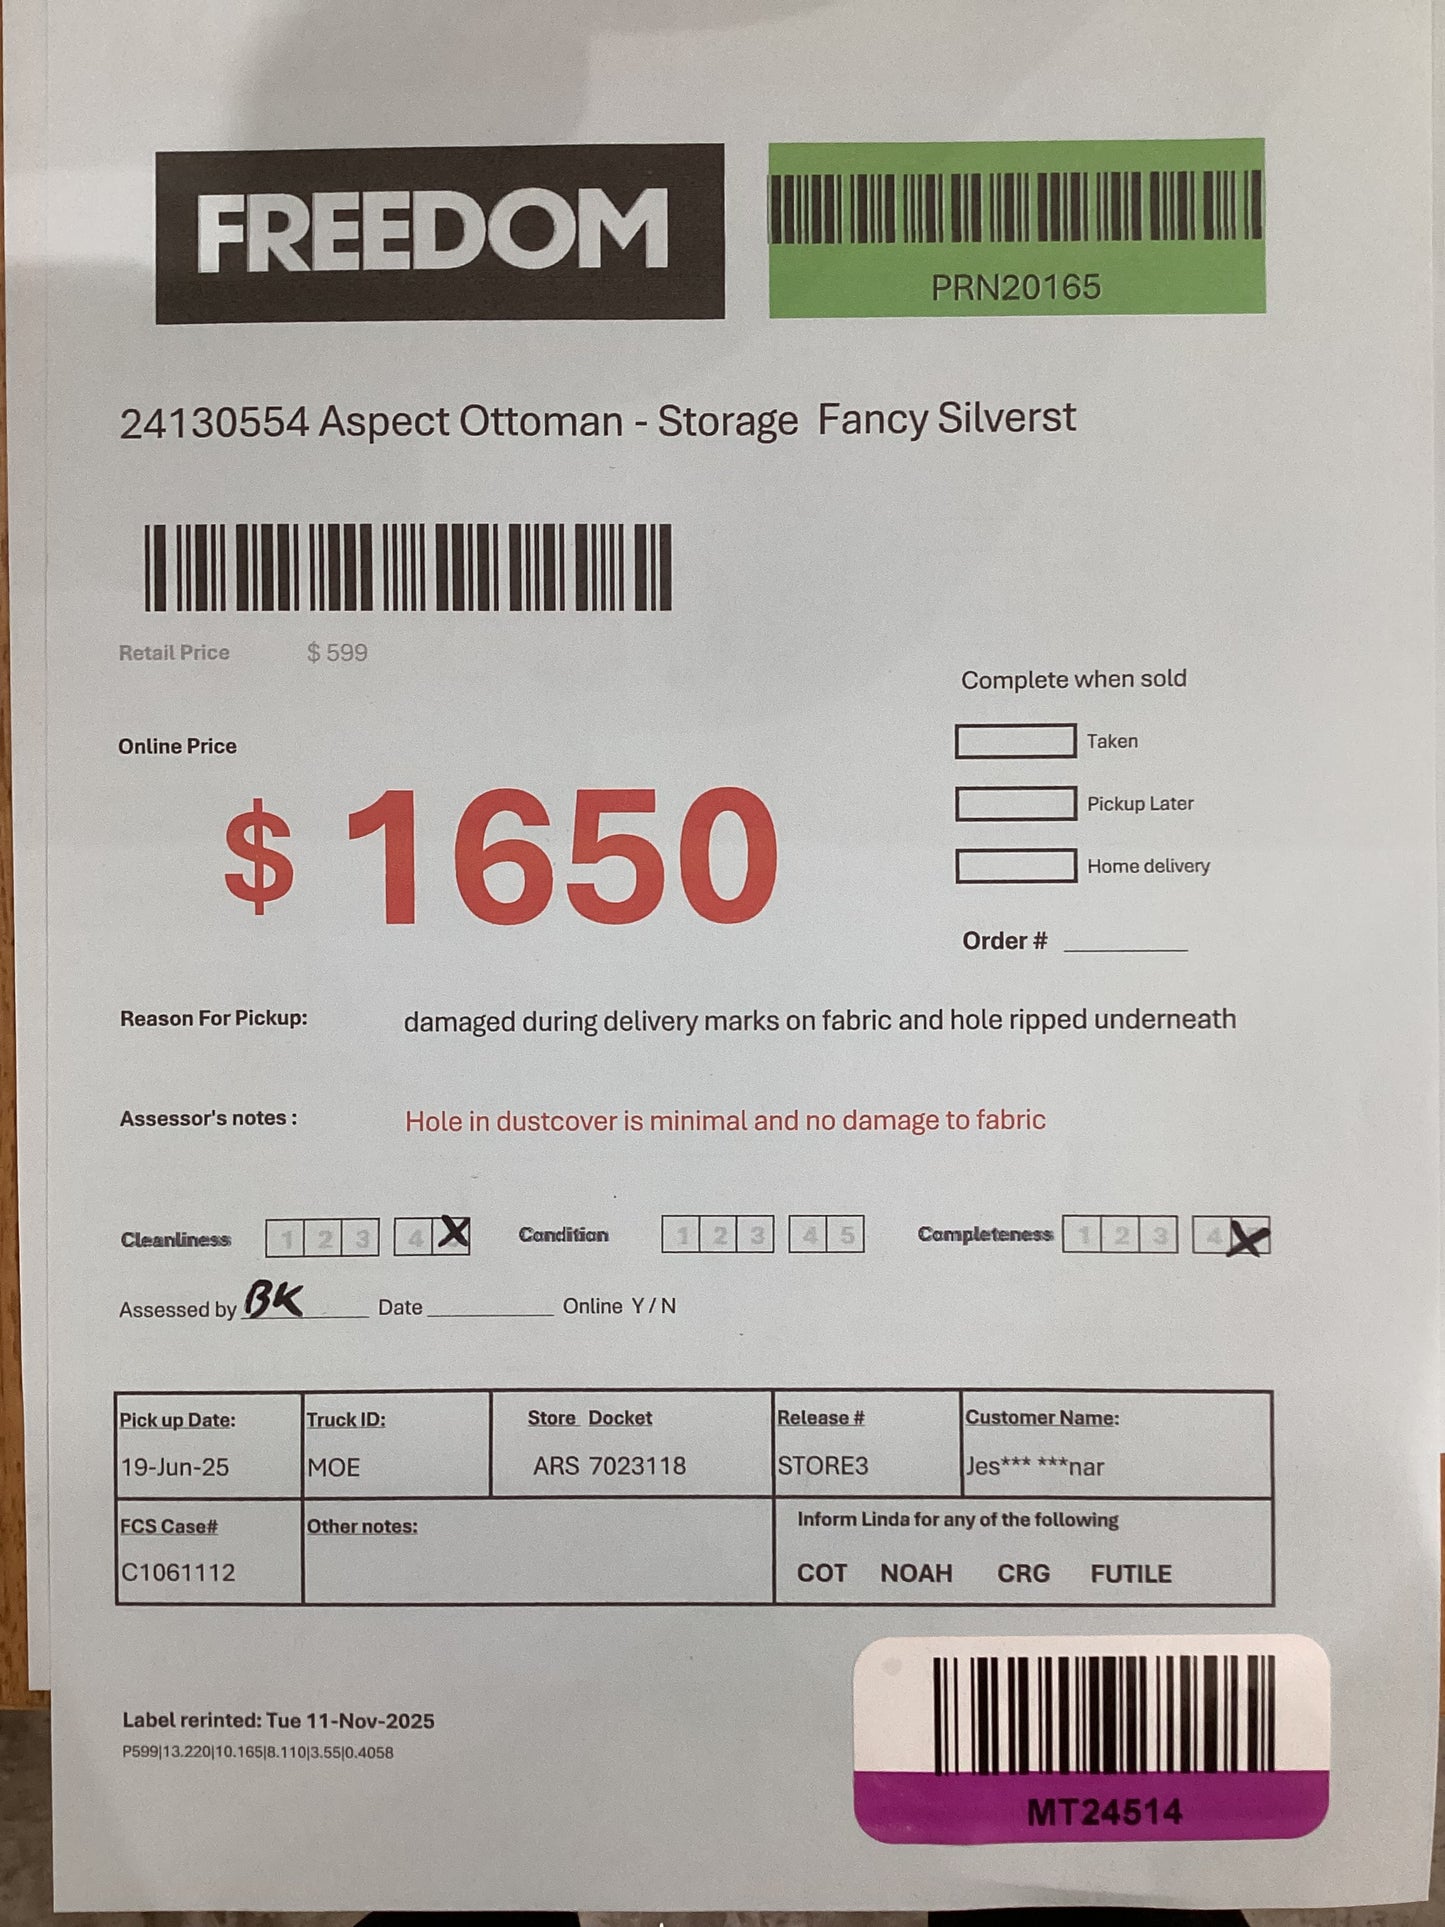 FREEDOM
PRN20165
24130554 Aspect Ottoman - Storage Fancy Silverst
Retail Price $ 599
Complete when sold
Online Price
Taken
$ 1650
Pickup Later
Home delivery
Order # ________
Reason For Pickup: damaged during delivery marks on fabric and hole ripped underneath
Assessor's notes : Hole in dustcover is minimal and no damage to fabric
Cleanliness 1 2 3 4 X Condition 1 2 3 4 5 Completeness 1 2 3 4 X
Assessed by BK Date ________ Online Y / N
Pick up Date: Truck ID: Store Docket Release # Customer Name:
19-Jun-25 MOE ARS 7023118 STORE3 Jes*** ***nar
FCS Case# Other notes: Inform Linda for any of the following
C1061112 COT NOAH CRG FUTILE
Label rerinted: Tue 11-Nov-2025
P599|13.220|10.165|8.110|3.55|0.4058
MT24514